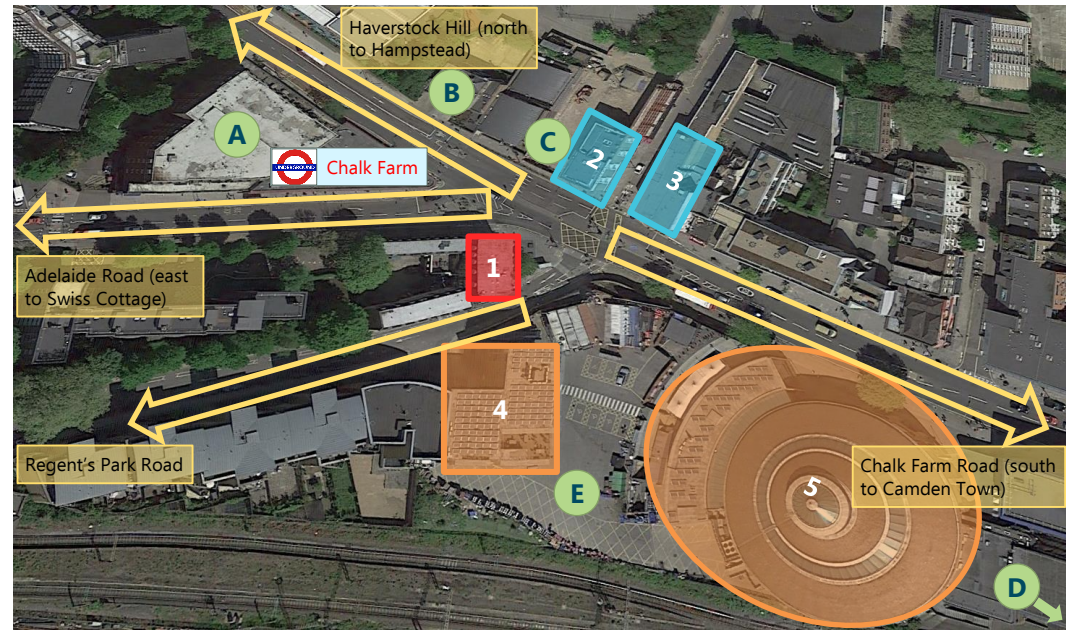 Haverstock Hill (north
to Hampstead)
B
A
C
UNDERGROUND
Chalk Farm
2
3
Adelaide Road (east
to Swiss Cottage)
1
4
Regent's Park Road
E
5
Chalk Farm Road (south
to Camden Town)
D